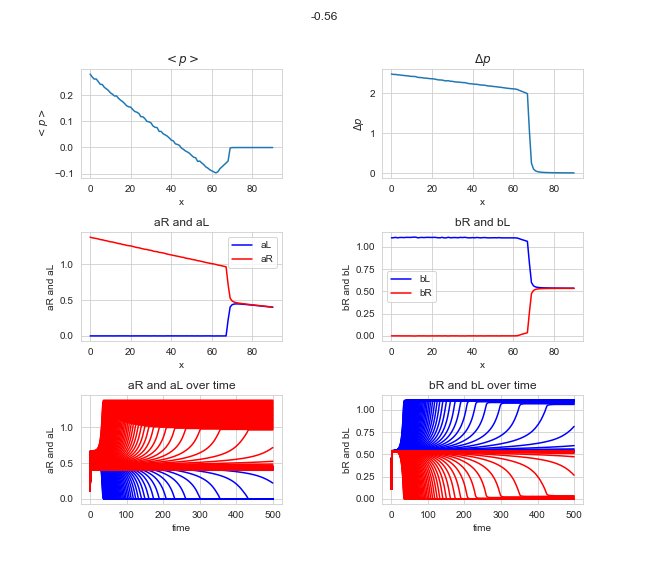 -0.56
< p >
Δp
< p >
0.2
0.1
0.0
−0.1
0 20 40 60 80
x
Δp
2
1
0
0 20 40 60 80
x
aR and aL
bR and bL
aR and aL
1.0
0.5
0.0
aL
aR
0 20 40 60 80
x
bR and bL
1.00
0.75
0.50
0.25
0.00
bL
bR
0 20 40 60 80
x
aR and aL over time
bR and bL over time
aR and aL
1.0
0.5
0.0
0 100 200 300 400 500
time
bR and bL
1.00
0.75
0.50
0.25
0.00
0 100 200 300 400 500
time